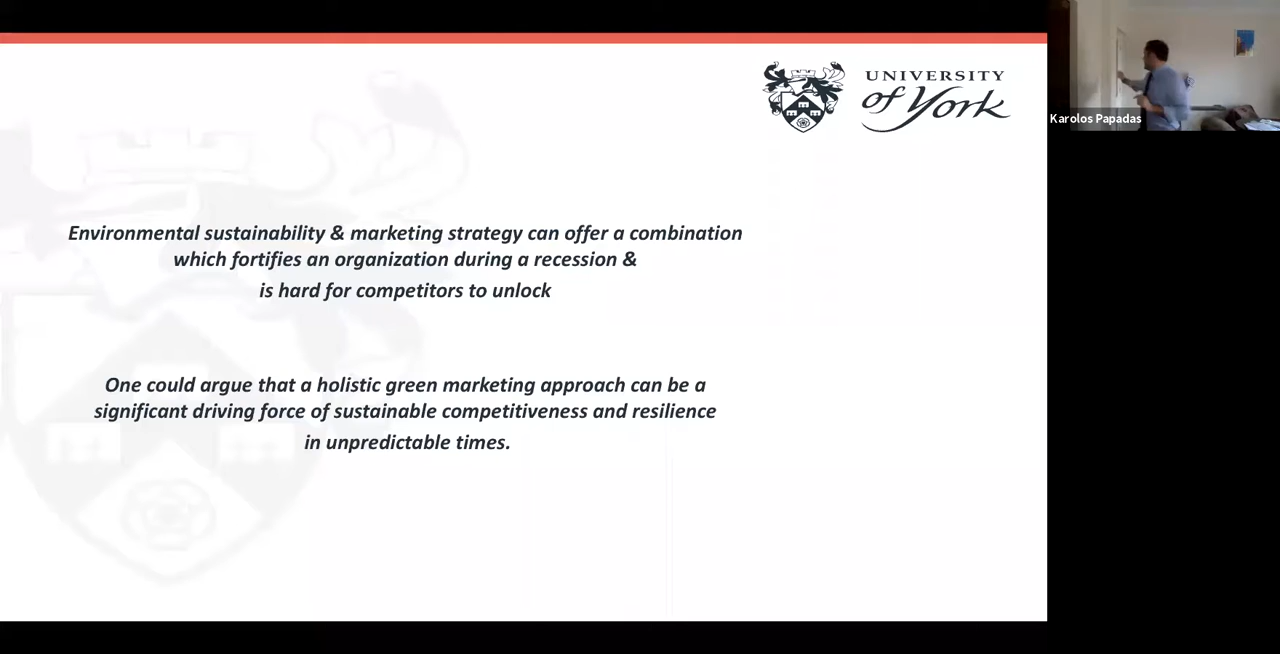 UNIVERSITY
of York
Karolos Papadas
Environmental sustainability & marketing strategy can offer a combination
which fortifies an organization during a recession &
is hard for competitors to unlock
One could argue that a holistic green marketing approach can be a
significant driving force of sustainable competitiveness and resilience
in unpredictable times.